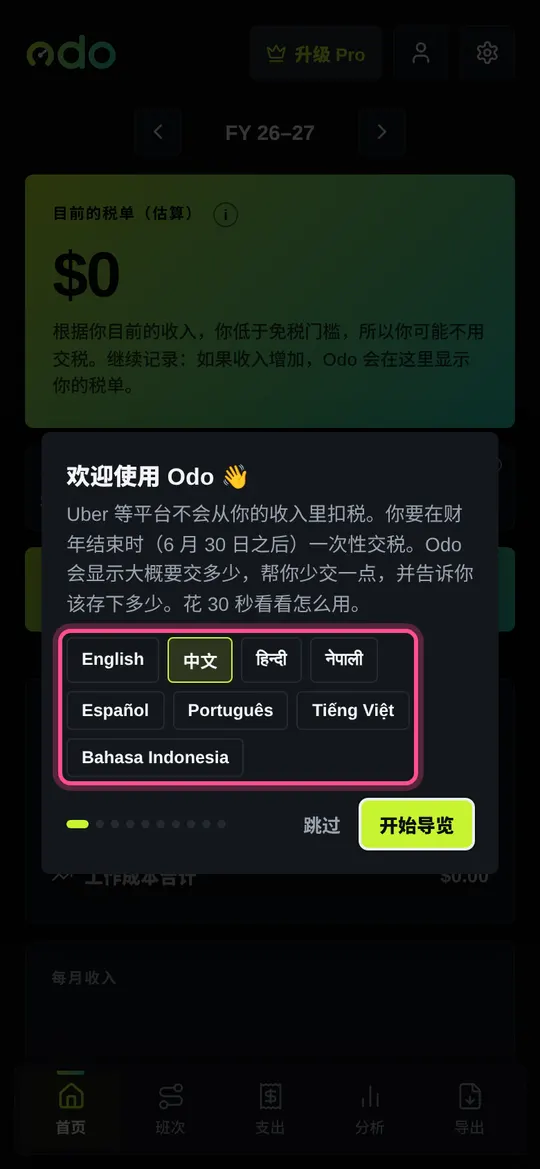 odo
升级 Pro
FY 26–27
目前的税单（估算）
i
$0
根据你目前的收入，你低于免税门槛，所以你可能不用
交税。继续记录：如果收入增加，Odo 会在这里显示
你的税单。
欢迎使用 Odo 👋
Uber 等平台不会从你的收入里扣税。你要在财
年结束时（6 月 30 日之后）一次性交税。Odo
会显示大概要交多少，帮你少交一点，并告诉你
该存下多少。花 30 秒看看怎么用。
English 中文 हिन्दी नेपाली
Español Português Tiếng Việt
Bahasa Indonesia
跳过 开始导览
工作成本合计 $0.00
每月收入
首页 班次 支出 分析 导出